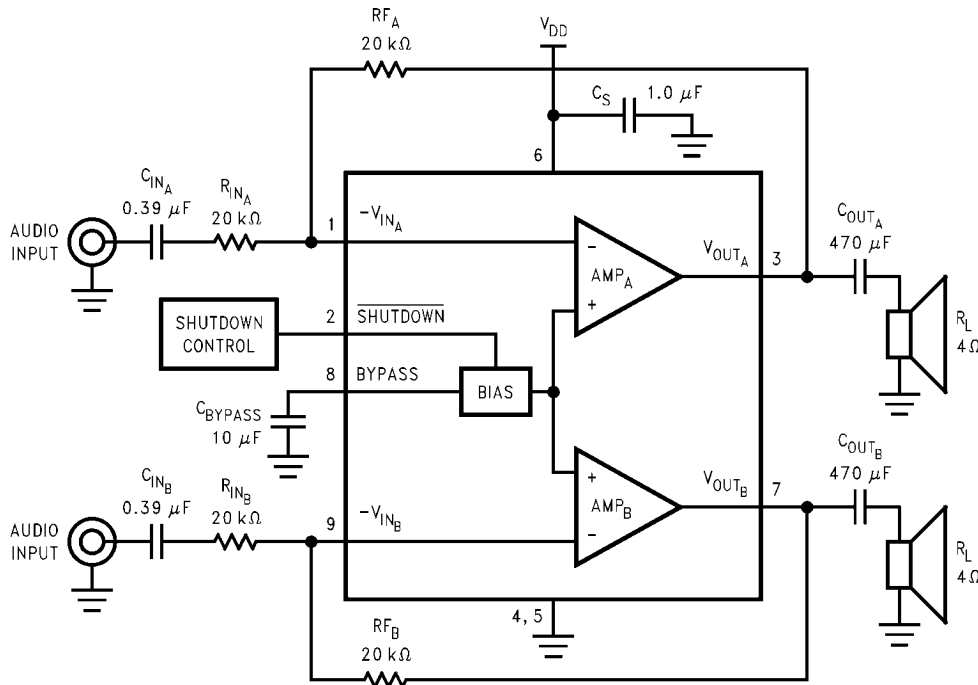 RF_A
20 kΩ
V_DD
C_S 1.0 µF
6
C_IN_A
0.39 µF
R_IN_A
20 kΩ
AUDIO
INPUT
1
-V_IN_A
-
AMP_A
+
V_OUT_A
3
C_OUT_A
470 µF
R_L
4Ω
SHUTDOWN
CONTROL
2
SHUTDOWN
8
BYPASS
BIAS
C_BYPASS
10 µF
C_IN_B
0.39 µF
R_IN_B
20 kΩ
AUDIO
INPUT
9
-V_IN_B
+
AMP_B
-
V_OUT_B
7
C_OUT_B
470 µF
R_L
4Ω
4, 5
RF_B
20 kΩ